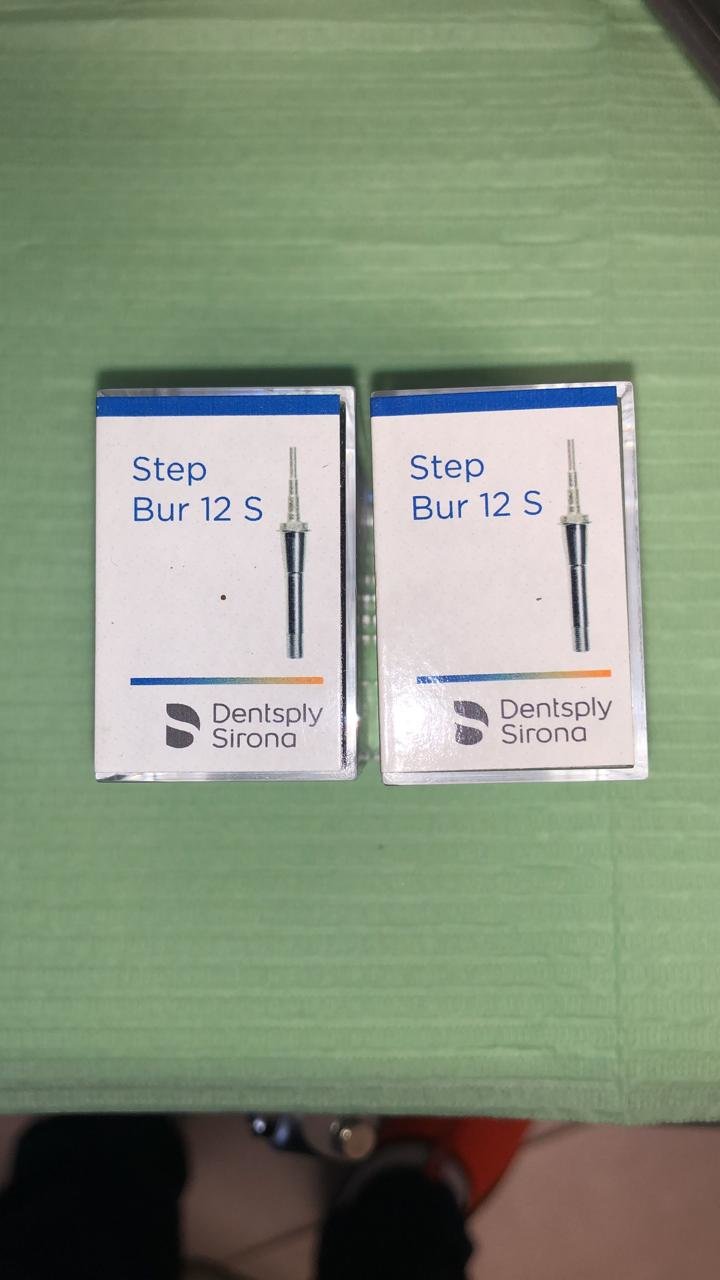 Step
Bur 12 S
Dentsply
Sirona
Step
Bur 12 S
Dentsply
Sirona